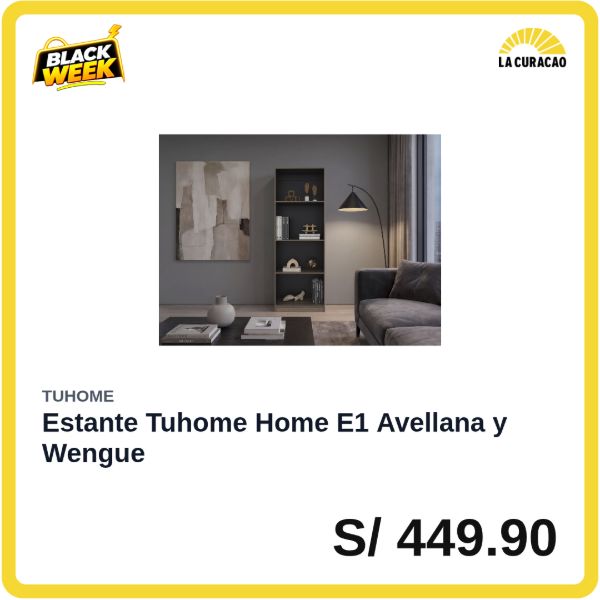 BLACK
WEEK
LA CURACAO
TUHOME
Estante Tuhome Home E1 Avellana y
Wengue
S/ 449.90